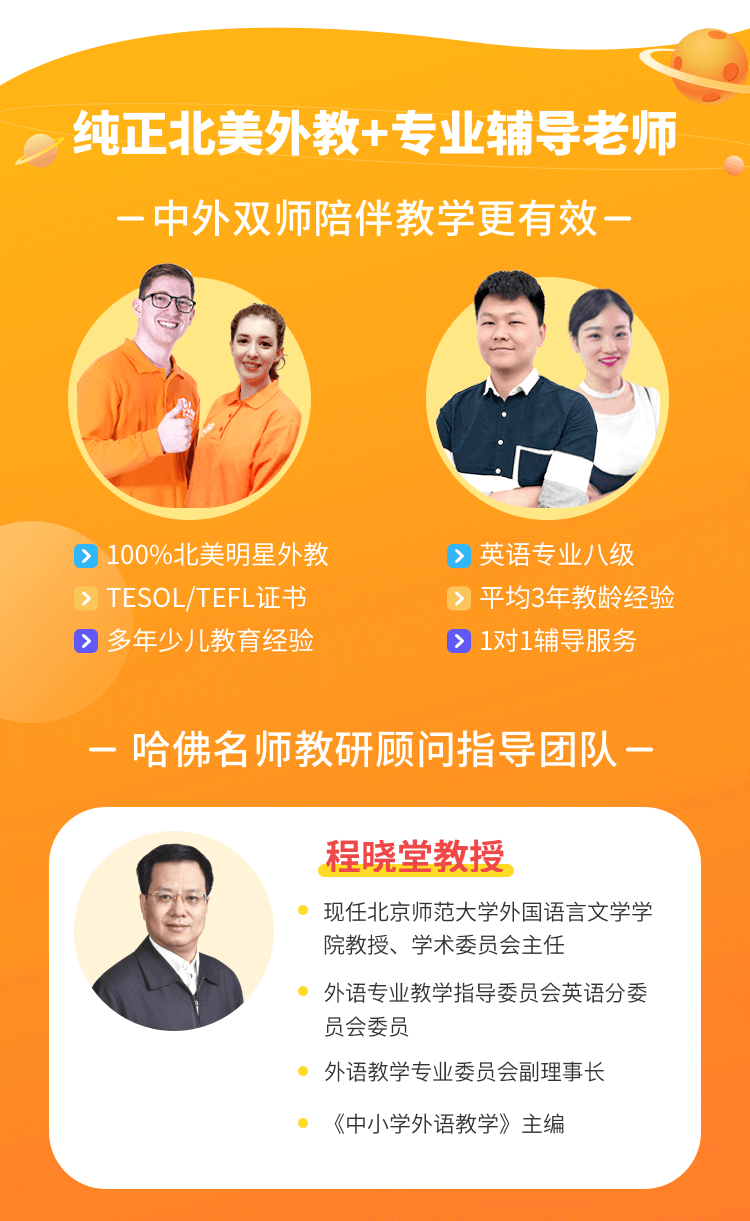 纯正北美外教+专业辅导老师
中外双师陪伴教学更有效
100%北美明星外教
TESOL/TEFL证书
多年少儿教育经验
英语专业八级
平均3年教龄经验
1对1辅导服务
哈佛名师教研顾问指导团队
程晓堂教授
现任北京师范大学外国语言文学学
院教授、学术委员会主任
外语专业教学指导委员会英语分委
员会委员
外语教学专业委员会副理事长
《中小学外语教学》主编